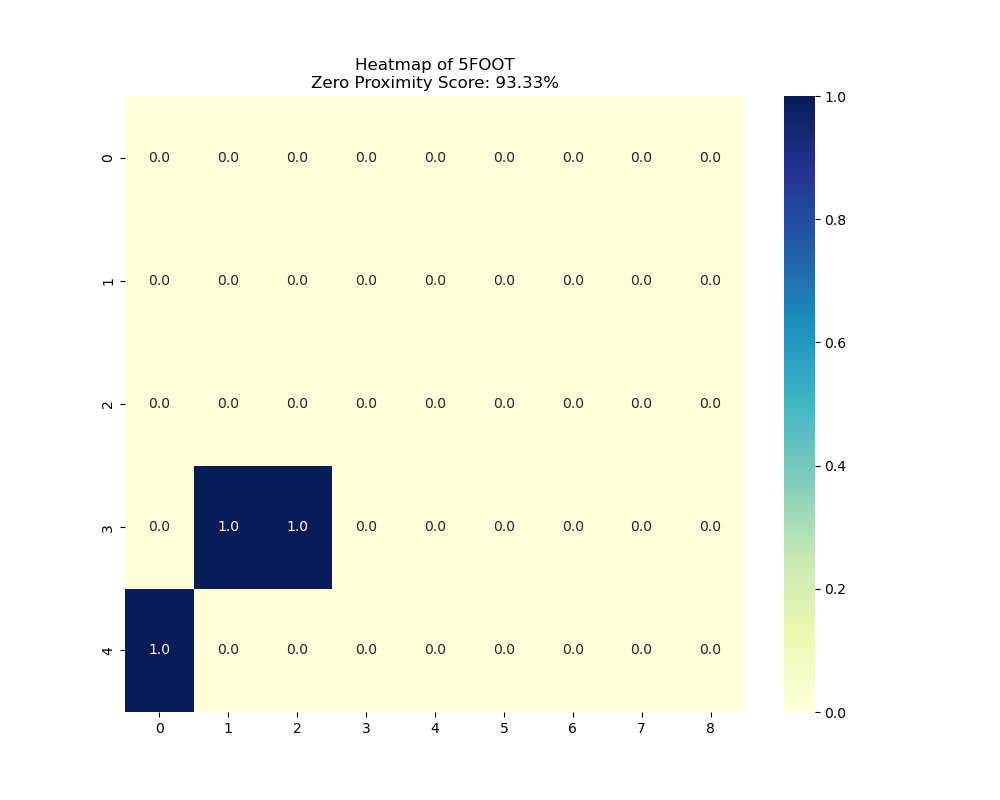 Heatmap of 5FOOT
Zero Proximity Score: 93.33%
0 0.0 0.0 0.0 0.0 0.0 0.0 0.0 0.0 0.0
1 0.0 0.0 0.0 0.0 0.0 0.0 0.0 0.0 0.0
2 0.0 0.0 0.0 0.0 0.0 0.0 0.0 0.0 0.0
3 0.0 1.0 1.0 0.0 0.0 0.0 0.0 0.0 0.0
4 1.0 0.0 0.0 0.0 0.0 0.0 0.0 0.0 0.0
0 1 2 3 4 5 6 7 8
1.0
0.8
0.6
0.4
0.2
0.0